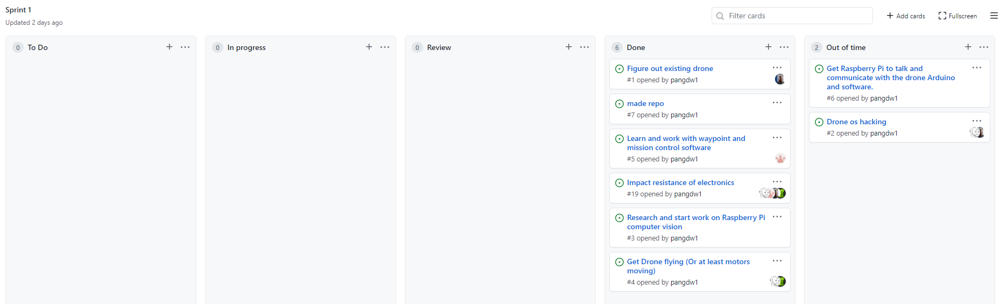 Sprint 1
Updated 2 days ago
Filter cards
Add cards
Fullscreen
0 To Do
0 In progress
0 Review
6 Done
Figure out existing drone
#1 opened by pangdw1
made repo
#7 opened by pangdw1
Learn and work with waypoint and
mission control software
#5 opened by pangdw1
Impact resistance of electronics
#19 opened by pangdw1
Research and start work on Raspberry Pi
computer vision
#3 opened by pangdw1
Get Drone flying (Or at least motors
moving)
#4 opened by pangdw1
2 Out of time
Get Raspberry Pi to talk and
communicate with the drone Arduino
and software.
#6 opened by pangdw1
Drone os hacking
#2 opened by pangdw1